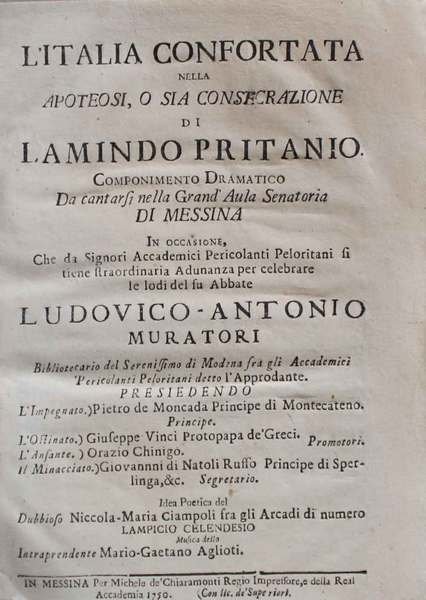 L'ITALIA CONFORTATA
NELLA
APOTEOSI, O SIA CONSECRAZIONE
DI
LAMINDO PRITANIO.
COMPONIMENTO DRAMATICO
Da cantarsi nella Grand' Aula Senatoria
DI MESSINA
IN OCCASIONE,
Che da Signori Accademici Pericolanti Peloritani si
tiene straordinaria Adunanza per celebrare
le lodi del fu Abbate
LUDOVICO-ANTONIO
MURATORI
Bibliotecario del Serenissimo di Modena fra gli Accademici
Pericolanti Peloritani detto l'Approdante.
PRESIEDENDO
L'Impegnato.) Pietro de Moncada Principe di Montecateno.
Principe.
L'Ostinato.) Giuseppe Vinci Protopapa de'Greci.
L'Ansante.) Orazio Chinigò. Promotori.
Il Minacciato.) Giovannni di Natoli Ruffo Principe di Sper-
linga,&c. Segretario.
Idea Poetica del
Dubbioso Niccola-Maria Ciampoli fra gli Arcadi di numero
LAMPICIO CELENDESIO
Musica dello
Intraprendente Mario-Gaetano Aglioti.
IN MESSINA Per Michele de'Chiaramonti Regio Impressore,e della Real
Accademia 1750. (Con lic. de'Superiori.)